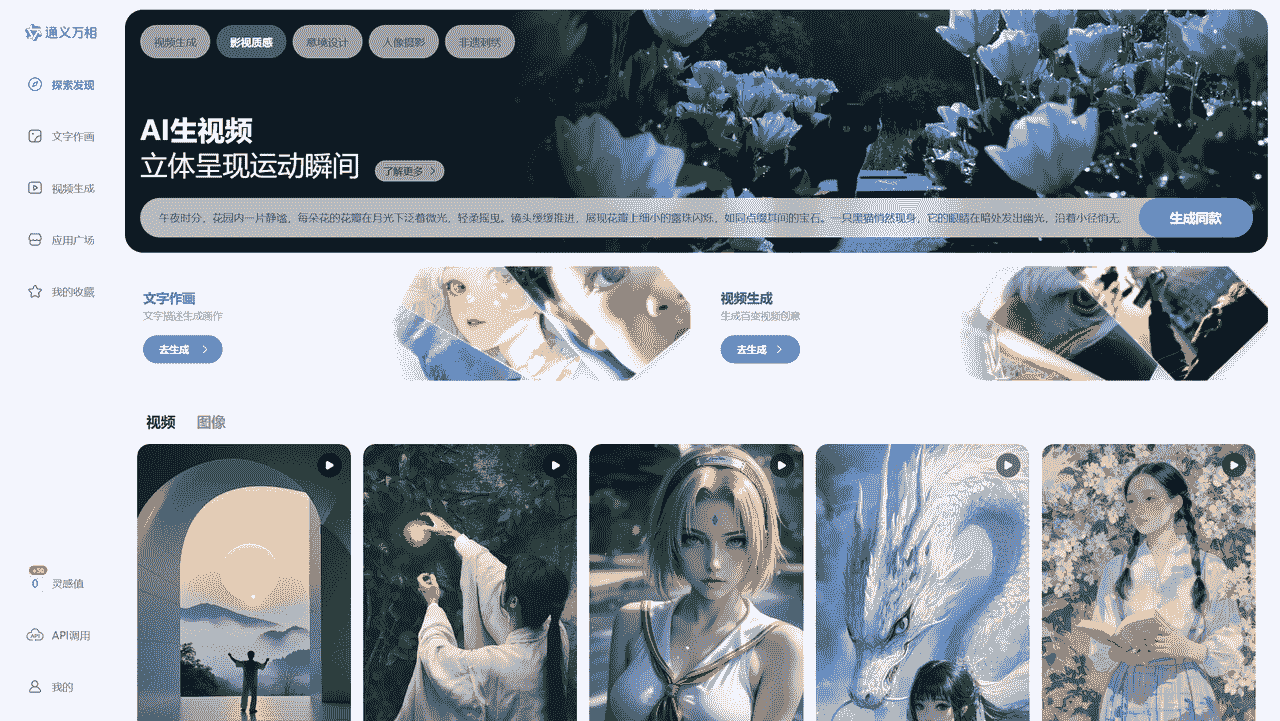 通义万相
探索发现
文字作画
视频生成
应用广场
我的收藏
+50
0
灵感值
API
API调用
我的
视频生成
影视质感
意境设计
人像摄影
非遗刺绣
AI生视频
立体呈现运动瞬间
了解更多
午夜时分，花园内一片静谧，每朵花的花瓣在月光下泛着微光，轻柔摇曳。镜头缓缓推进，展现花瓣上细小的露珠闪烁，如同点缀其间的宝石。一只黑猫悄然现身，它的眼睛在暗处发出幽光，沿着小径悄无
生成同款
文字作画
文字描述生成画作
去生成
视频生成
生成百变视频创意
去生成
视频
图像